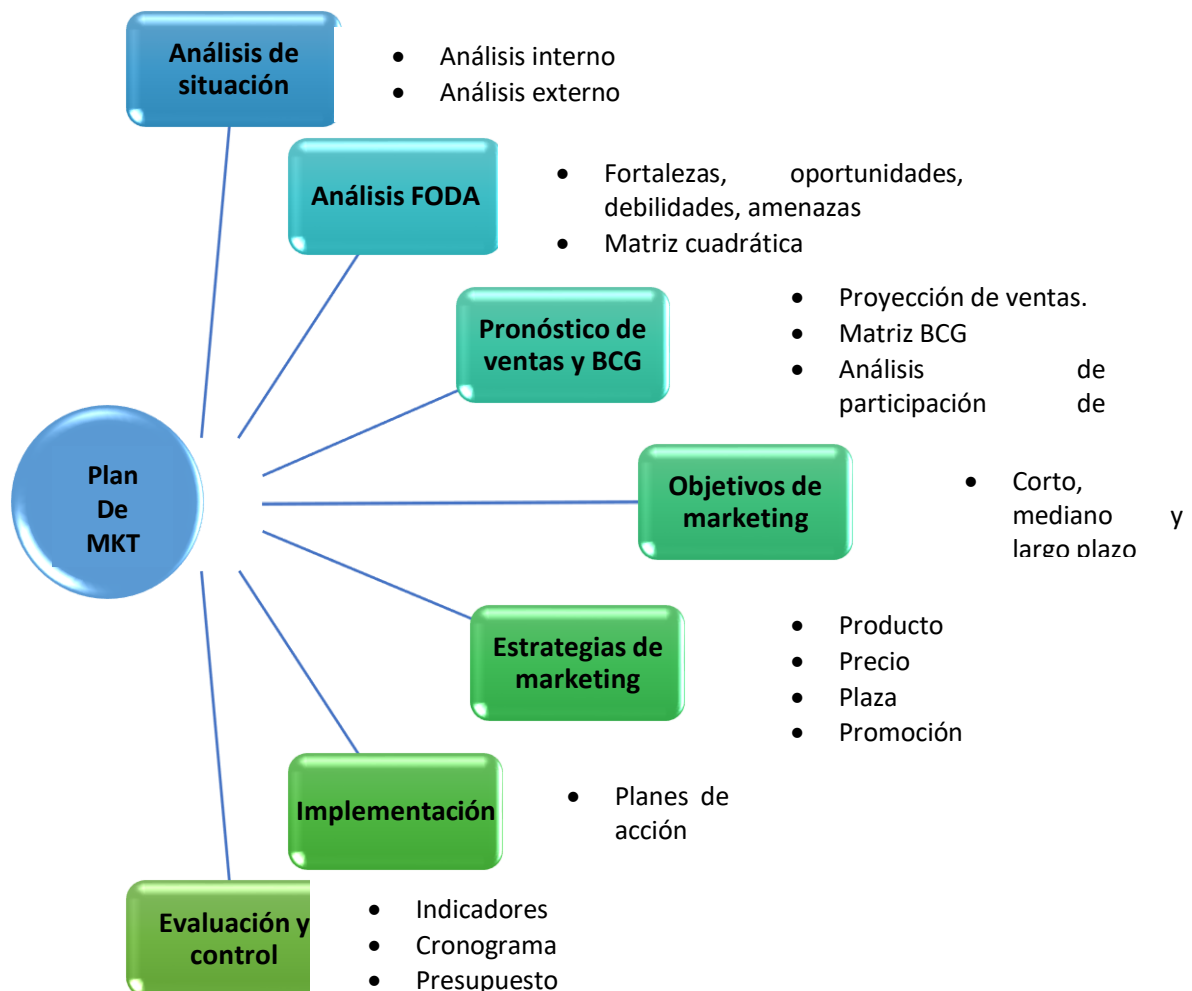 Análisis de
situación
• Análisis interno
• Análisis externo
Análisis FODA
• Fortalezas, oportunidades,
debilidades, amenazas
• Matriz cuadrática
Pronóstico de
ventas y BCG
• Proyección de ventas.
• Matriz BCG
• Análisis de
participación de
Plan
De
MKT
Objetivos de
marketing
• Corto,
mediano y
largo plazo
Estrategias de
marketing
• Producto
• Precio
• Plaza
• Promoción
Implementación
• Planes de
acción
Evaluación y
control
• Indicadores
• Cronograma
• Presupuesto